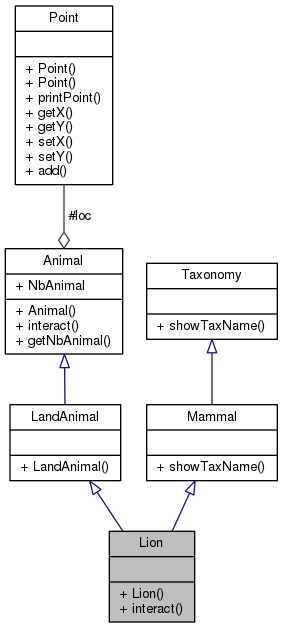 Point
+ Point()
+ Point()
+ printPoint()
+ getX()
+ getY()
+ setX()
+ setY()
+ add()
#loc
Animal
+ NbAnimal
+ Animal()
+ interact()
+ getNbAnimal()
Taxonomy
+ showTaxName()
LandAnimal
+ LandAnimal()
Mammal
+ showTaxName()
Lion
+ Lion()
+ interact()